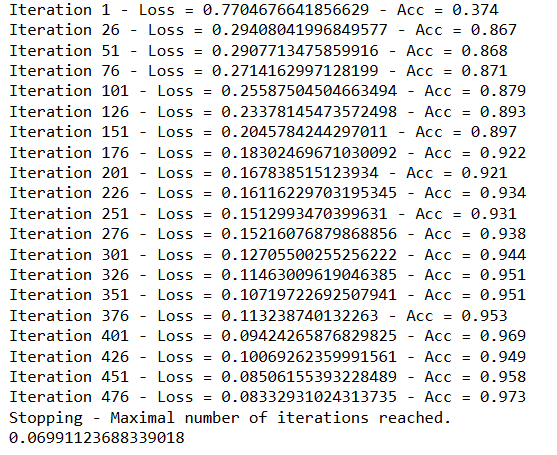 Iteration 1 - Loss = 0.7704676641856629 - Acc = 0.374
Iteration 26 - Loss = 0.29408041996849577 - Acc = 0.867
Iteration 51 - Loss = 0.2907713475859916 - Acc = 0.868
Iteration 76 - Loss = 0.2714162997128199 - Acc = 0.871
Iteration 101 - Loss = 0.25587504504663494 - Acc = 0.879
Iteration 126 - Loss = 0.23378145473572498 - Acc = 0.893
Iteration 151 - Loss = 0.2045784244297011 - Acc = 0.897
Iteration 176 - Loss = 0.18302469671030092 - Acc = 0.922
Iteration 201 - Loss = 0.167838515123934 - Acc = 0.921
Iteration 226 - Loss = 0.16116229703195345 - Acc = 0.934
Iteration 251 - Loss = 0.1512993470399631 - Acc = 0.931
Iteration 276 - Loss = 0.15216076879868856 - Acc = 0.938
Iteration 301 - Loss = 0.12705500255256222 - Acc = 0.944
Iteration 326 - Loss = 0.11463009619046385 - Acc = 0.951
Iteration 351 - Loss = 0.10719722692507941 - Acc = 0.951
Iteration 376 - Loss = 0.113238740132263 - Acc = 0.953
Iteration 401 - Loss = 0.09424265876829825 - Acc = 0.969
Iteration 426 - Loss = 0.10069262359991561 - Acc = 0.949
Iteration 451 - Loss = 0.08506155393228489 - Acc = 0.958
Iteration 476 - Loss = 0.08332931024313735 - Acc = 0.973
Stopping - Maximal number of iterations reached.
0.06991123688339018